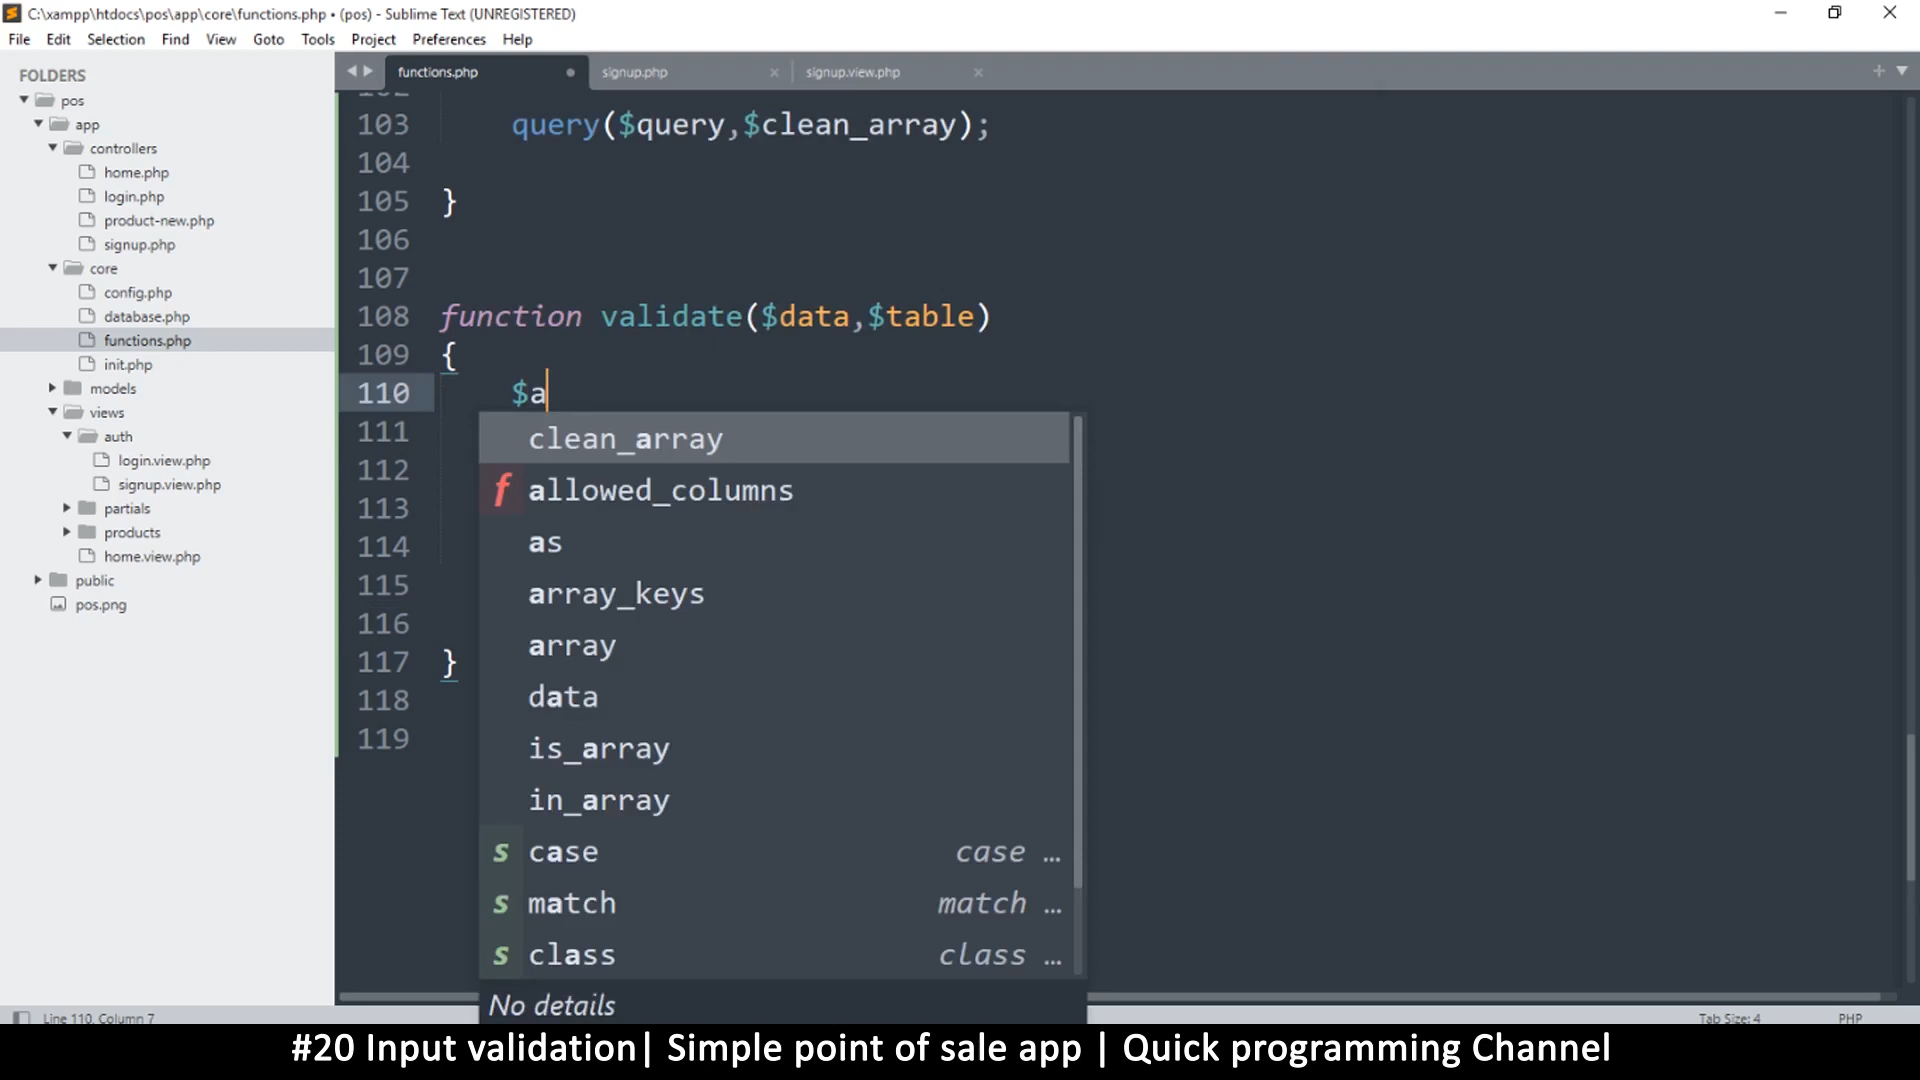 C:\xampp\htdocs\pos\app\core\functions.php • (pos) - Sublime Text (UNREGISTERED)
File Edit Selection Find View Goto Tools Project Preferences Help
FOLDERS
pos
app
controllers
home.php
login.php
product-new.php
signup.php
core
config.php
database.php
functions.php
init.php
models
views
auth
login.view.php
signup.view.php
partials
products
home.view.php
public
pos.png
functions.php signup.php signup.view.php
103 query($query,$clean_array);
104
105 }
106
107
108 function validate($data,$table)
109 {
110 $a
111
112
113
114
115
116
117 }
118
119
clean_array
f allowed_columns
as
array_keys
array
data
is_array
in_array
s case case ...
s match match ...
s class class ...
No details
Line 110, Column 7 Tab Size: 4 PHP
#20 Input validation| Simple point of sale app | Quick programming Channel